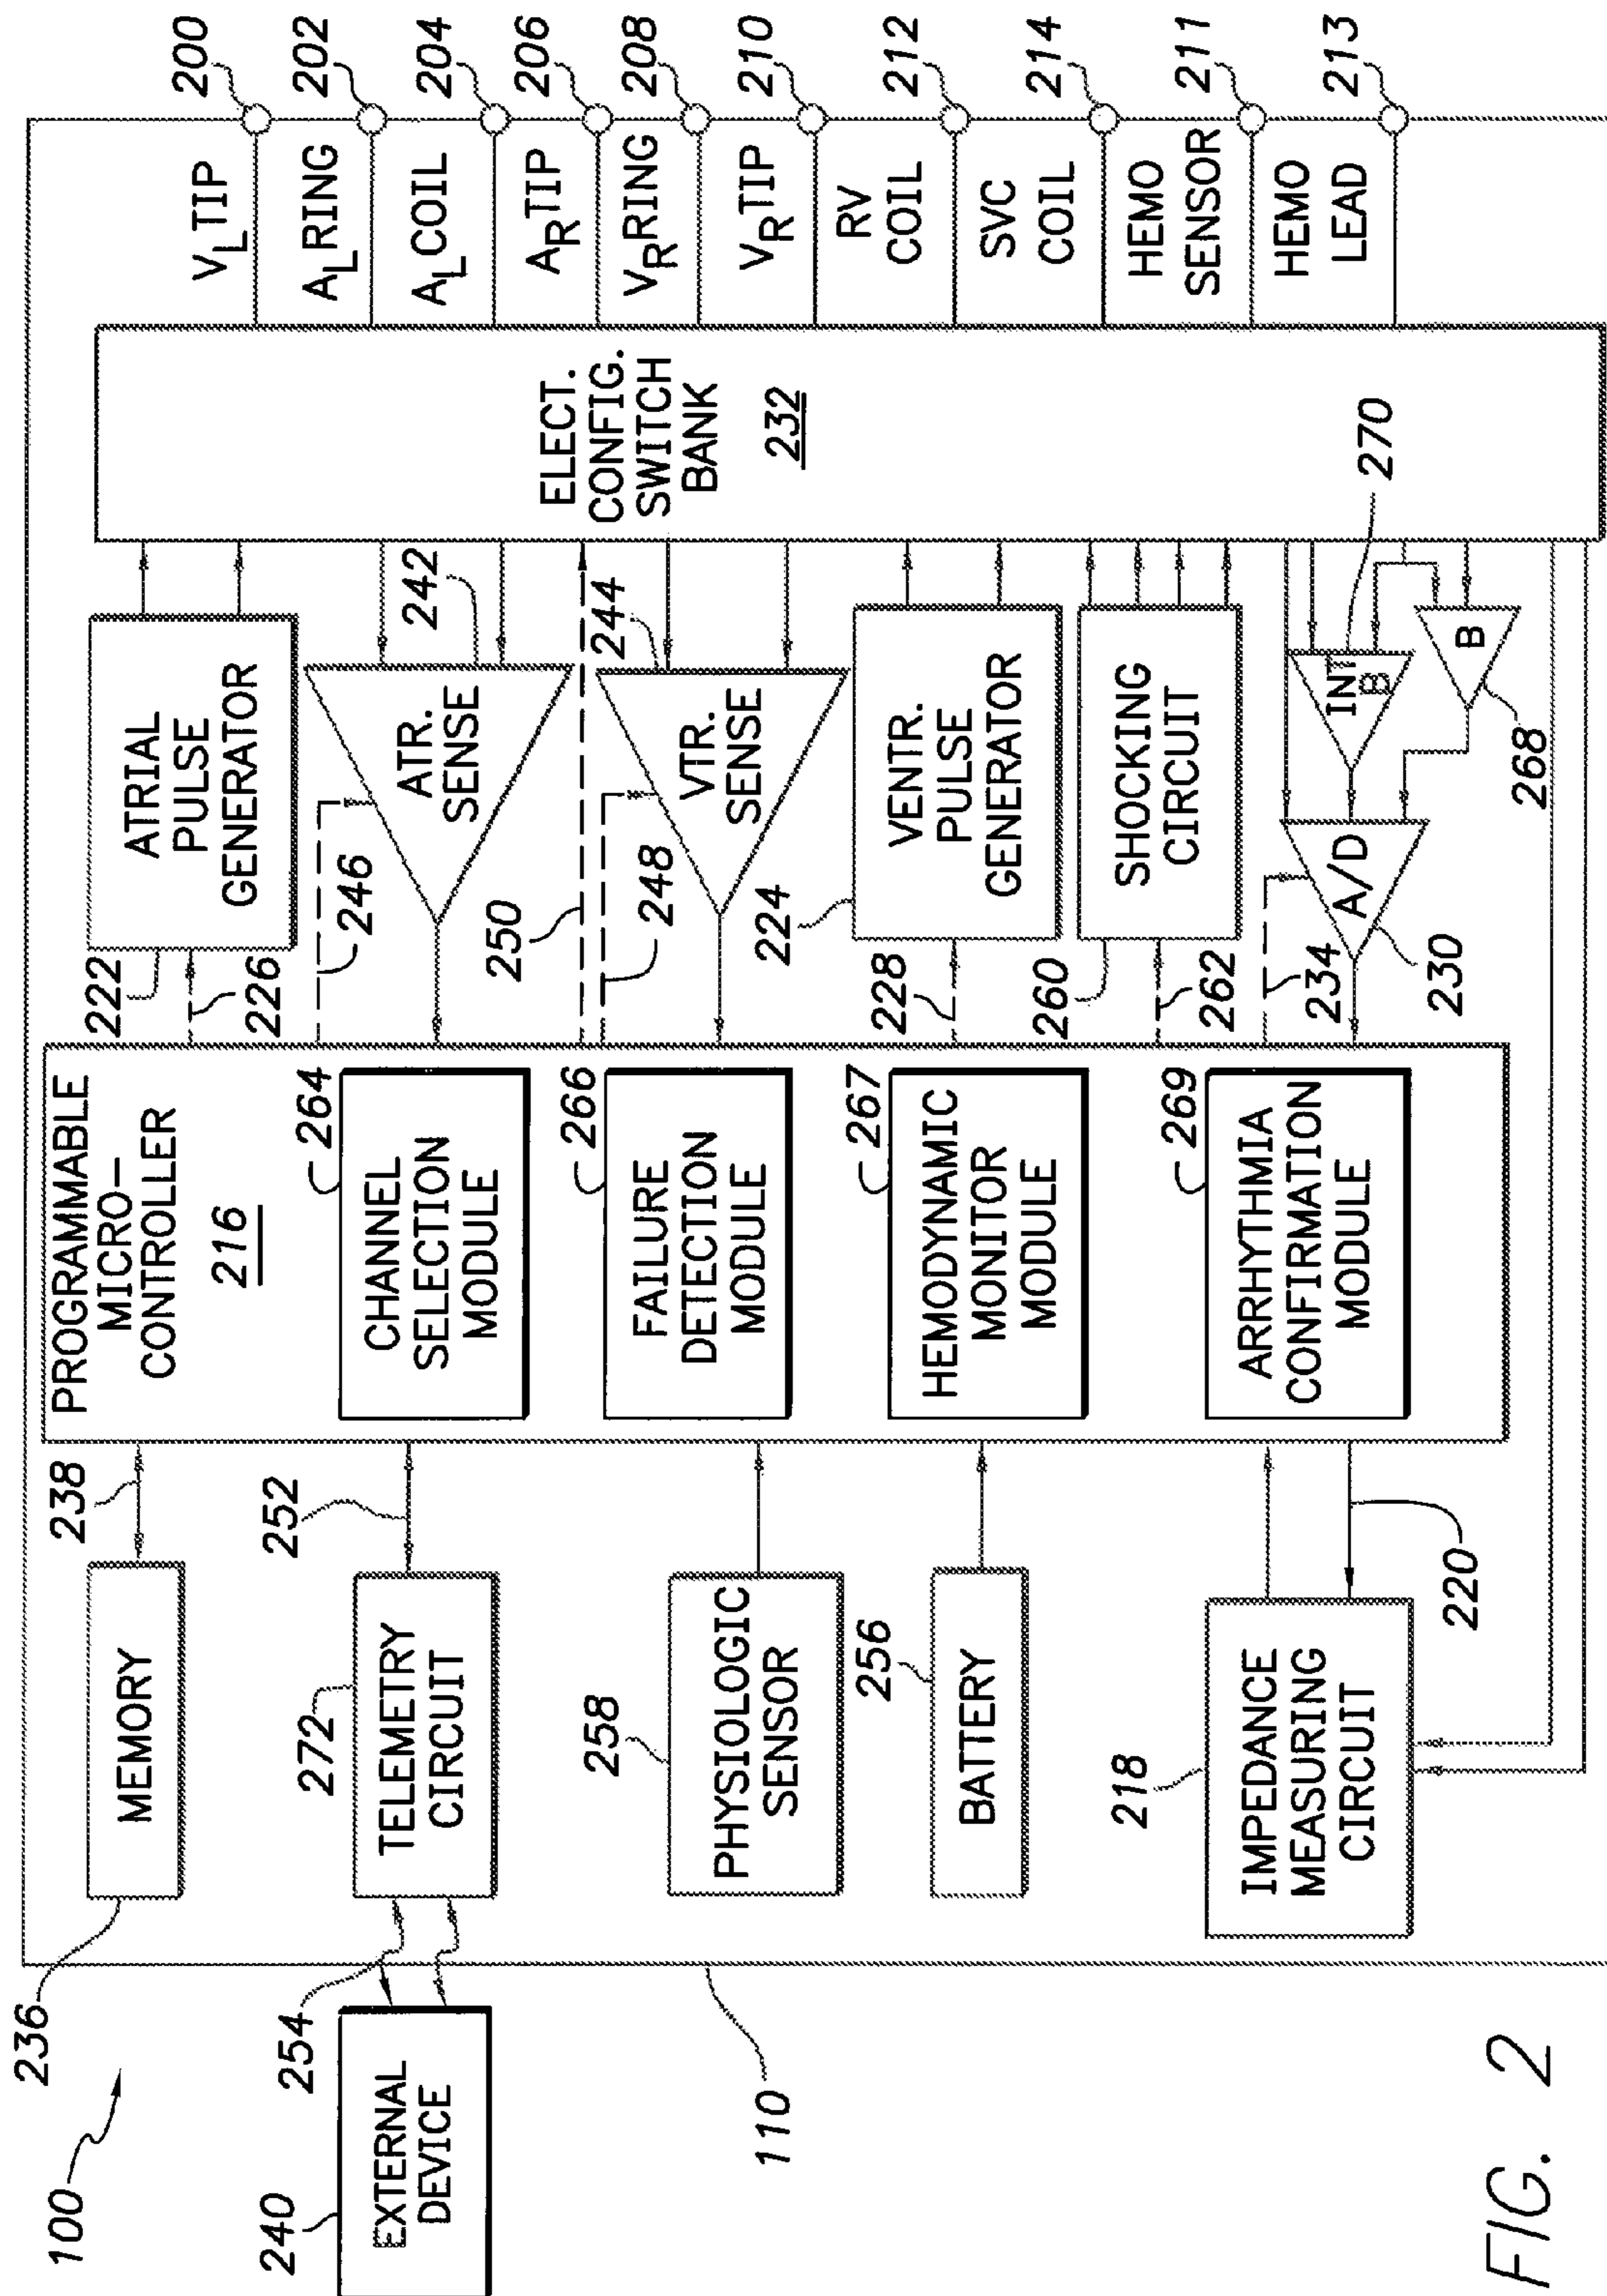 100
236
MEMORY
238
PROGRAMMABLE
MICRO–
CONTROLLER
216
240
EXTERNAL
DEVICE
254
272
TELEMETRY
CIRCUIT
252
264
CHANNEL
SELECTION
MODULE
266
FAILURE
DETECTION
MODULE
258
PHYSIOLOGIC
SENSOR
256
BATTERY
267
HEMODYNAMIC
MONITOR
MODULE
218
IMPEDANCE
MEASURING
CIRCUIT
220
269
ARRHYTHMIA
CONFIRMATION
MODULE
110
222
226
ATRIAL
PULSE
GENERATOR
246
ATR.
SENSE
242
250
248
VTR.
SENSE
244
224
228
VENTR.
PULSE
GENERATOR
260
262
SHOCKING
CIRCUIT
234
230
A/D
INT
B
B
268
270
ELECT.
CONFIG.
SWITCH
BANK
232
VLTIP
200
ALRING
202
ALCOIL
204
ARTIP
206
VRRING
208
VRTIP
210
RV
COIL
212
SVC
COIL
214
HEMO
SENSOR
211
HEMO
LEAD
213
FIG. 2